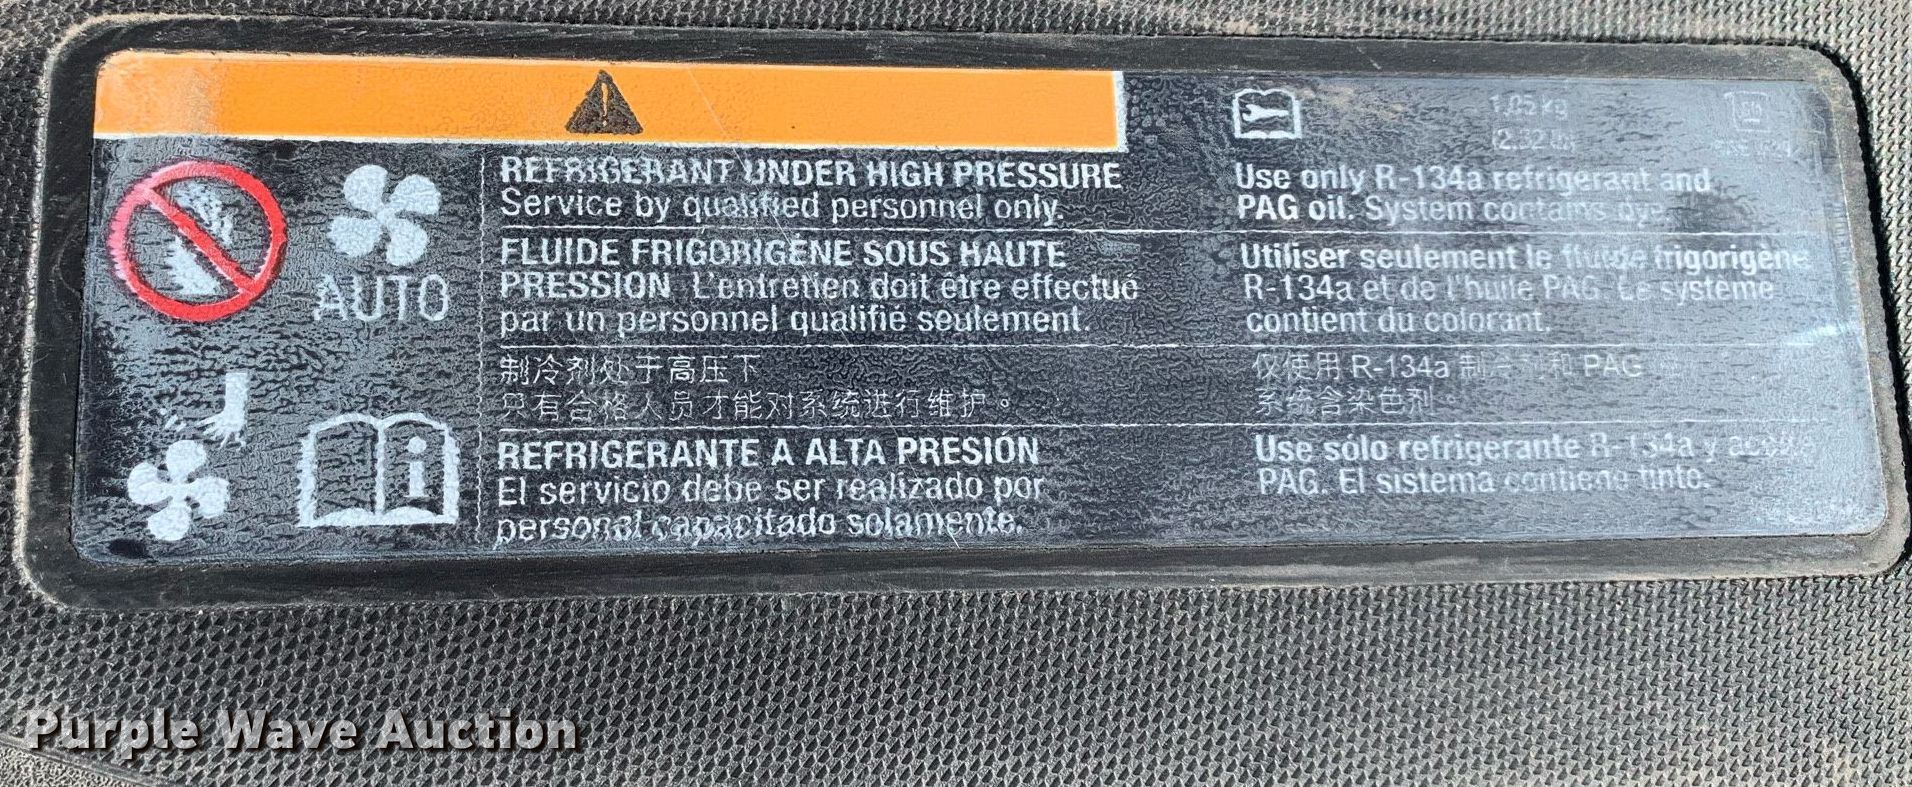 AUTO
REFRIGERANT UNDER HIGH PRESSURE
Service by qualified personnel only.
FLUIDE FRIGORIGÈNE SOUS HAUTE
PRESSION L'entretien doit être effectué
par un personnel qualifié seulement.
制冷剂处于高压下
只有合格人员才能对系统进行维护。
REFRIGERANTE A ALTA PRESIÓN
El servicio debe ser realizado por
personal capacitado solamente.
1,05 kg
(2.32 lb)
Use only R-134a refrigerant and
PAG oil. System contains dye.
Utiliser seulement le fluide frigorigène
R-134a et de l'huile PAG. Le système
contient du colorant.
仅使用 R-134a 制冷剂和 PAG
系统含染色剂。
Use sólo refrigerante R-134a y aceite
PAG. El sistema contiene tinte.
Purple Wave Auction